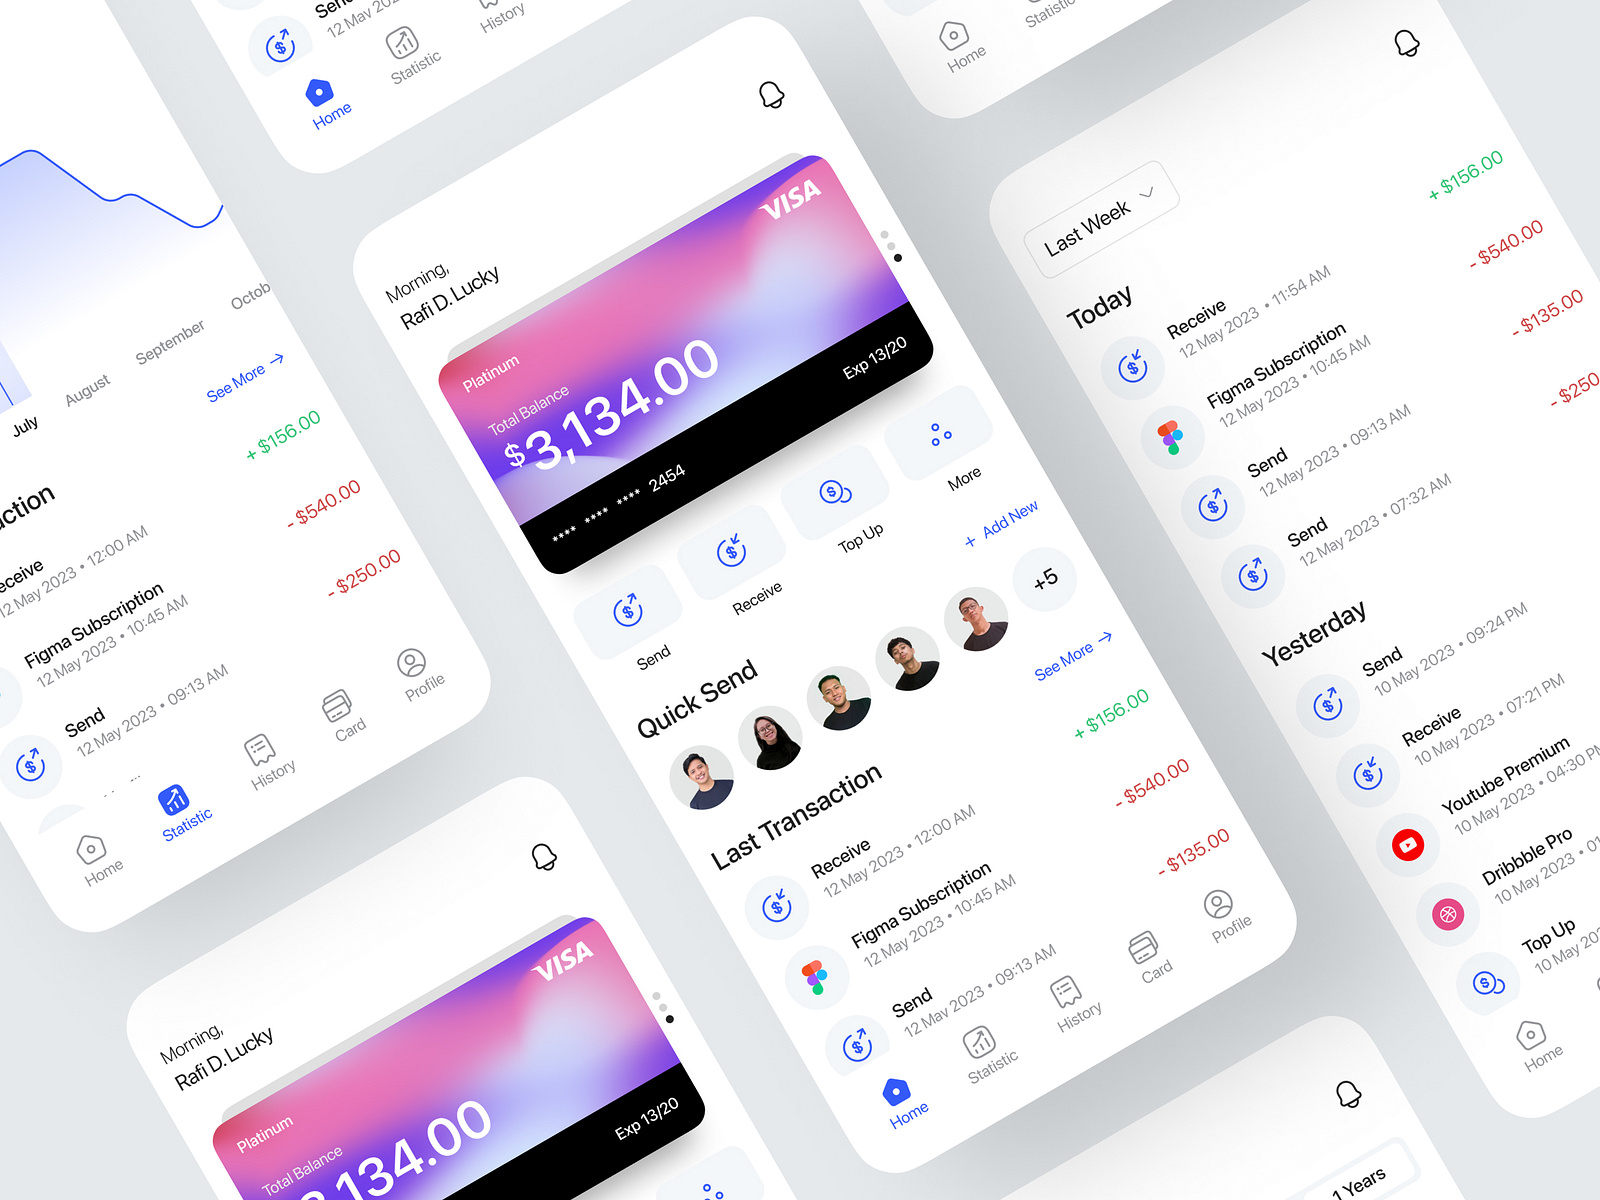 Send
12 May 2023
Home
Statistic
History
Home
Statistic
July
August
September
See More →
+ $156.00
- $540.00
12 May 2023 • 12:00 AM
Figma Subscription
12 May 2023 • 10:45 AM
- $250.00
Send
12 May 2023 • 09:13 AM
Home
Statistic
History
Card
Profile
Morning,
Rafi D. Lucky
VISA
Platinum
Total Balance
$3,134.00
**** **** **** 2454
Exp 13/20
Send
Receive
Top Up
More
Quick Send
+ Add New
+5
Last Transaction
See More →
Receive
12 May 2023 • 12:00 AM
+ $156.00
Figma Subscription
12 May 2023 • 10:45 AM
- $540.00
Send
12 May 2023 • 09:13 AM
- $135.00
Home
Statistic
History
Card
Profile
Last Week
Today
Receive
12 May 2023 • 11:54 AM
+ $156.00
Figma Subscription
12 May 2023 • 10:45 AM
- $540.00
Send
12 May 2023 • 09:13 AM
- $135.00
Send
12 May 2023 • 07:32 AM
- $250
Yesterday
Send
10 May 2023 • 09:24 PM
Receive
10 May 2023 • 07:21 PM
Youtube Premium
10 May 2023 • 04:30 PM
Dribbble Pro
10 May 2023
Top Up
10 May
Home
Morning,
Rafi D. Lucky
VISA
Platinum
Total Balance
134.00
Exp 13/20
1 Years